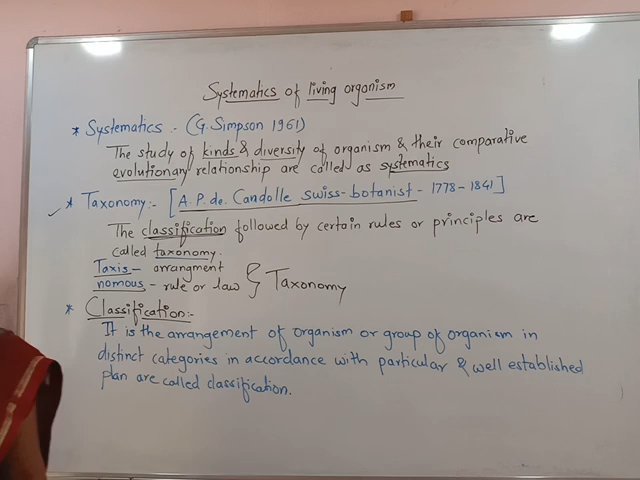 Systematics of living organism
* Systematics :- (G. Simpson 1961)
The study of kinds & diversity of organism & their comparative
evolutionary relationship are called as systematics
* Taxonomy:- [A. P. de. Candolle swiss-botanist - 1778-1841]
The classification followed by certain rules or principles are
called taxonomy.
Taxis - arrangment
nomous - rule or law } Taxonomy
* Classification:-
It is the arrangement of organism or group of organism in
distinct categories in accordance with particular & well established
plan are called classification.